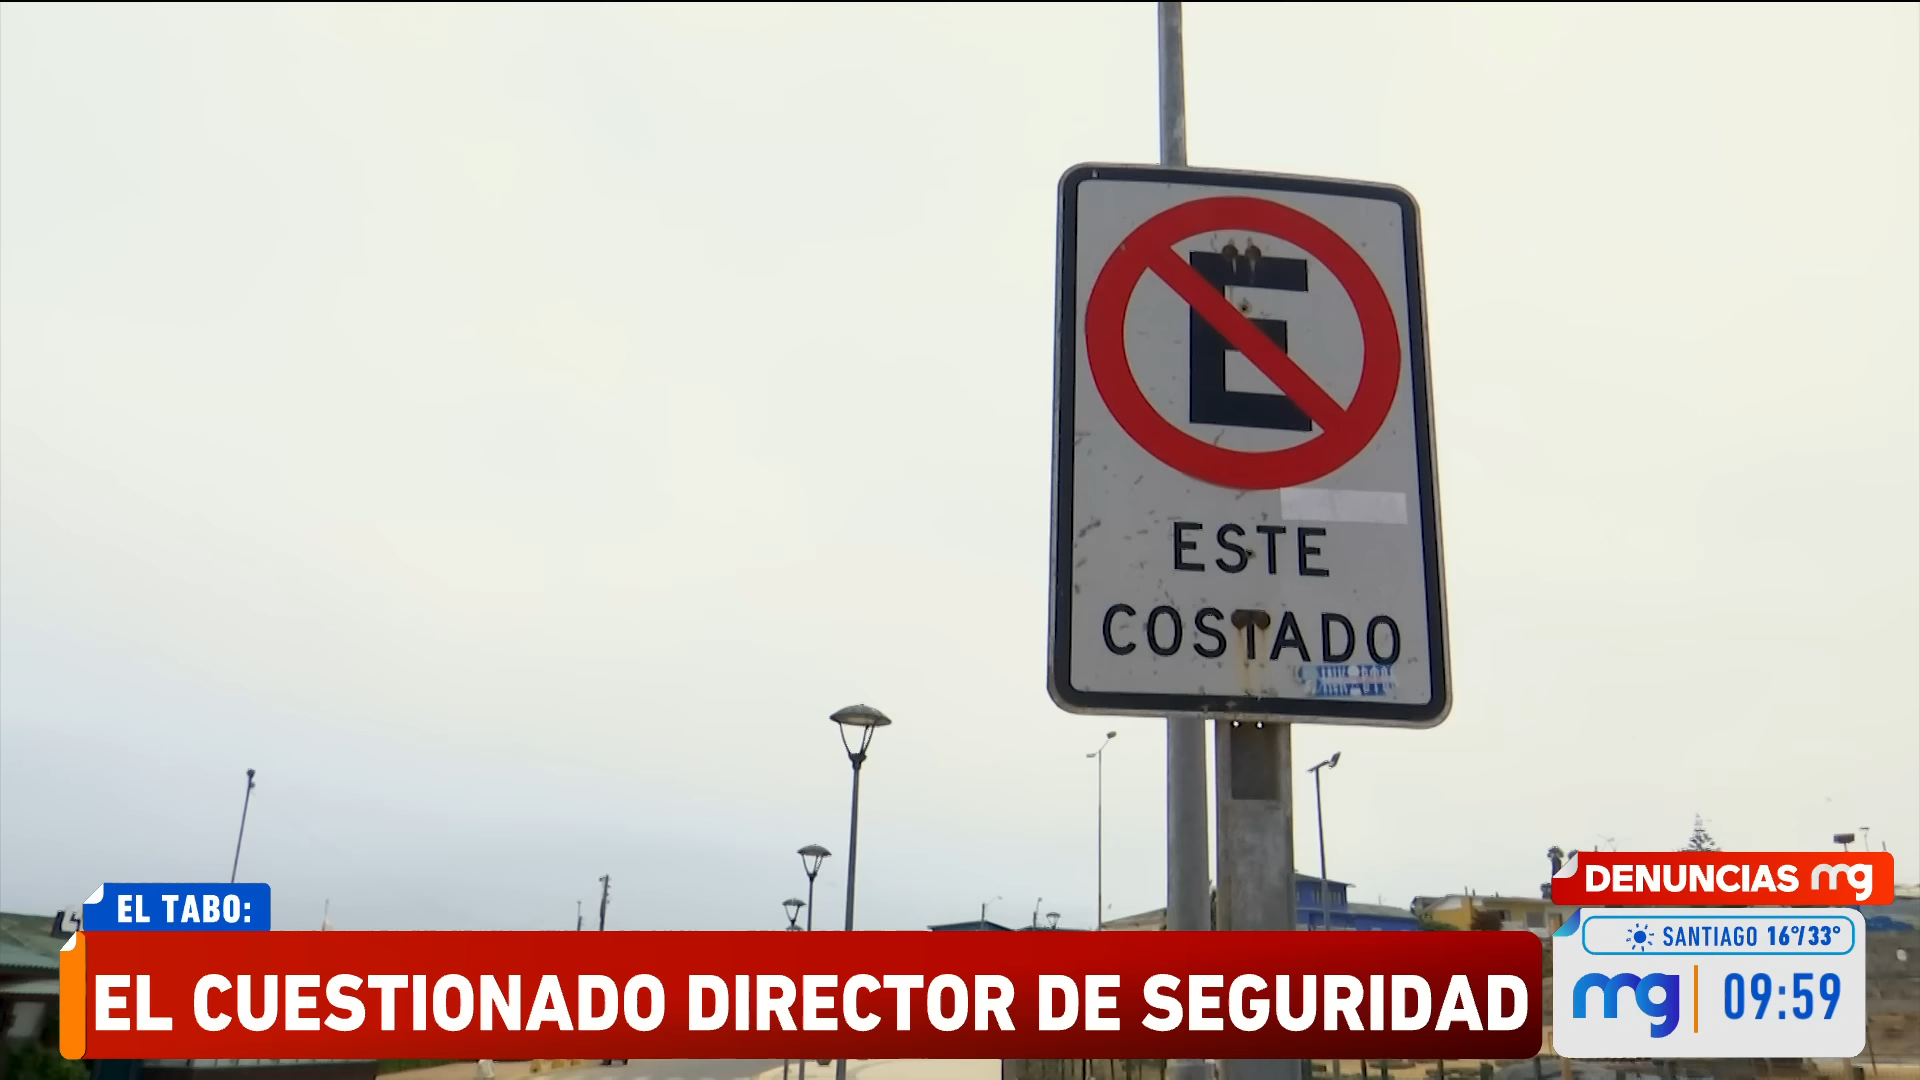 E
ESTE
COSTADO
EL TABO:
EL CUESTIONADO DIRECTOR DE SEGURIDAD
DENUNCIAS mg
SANTIAGO 16°/33°
mg
09:59